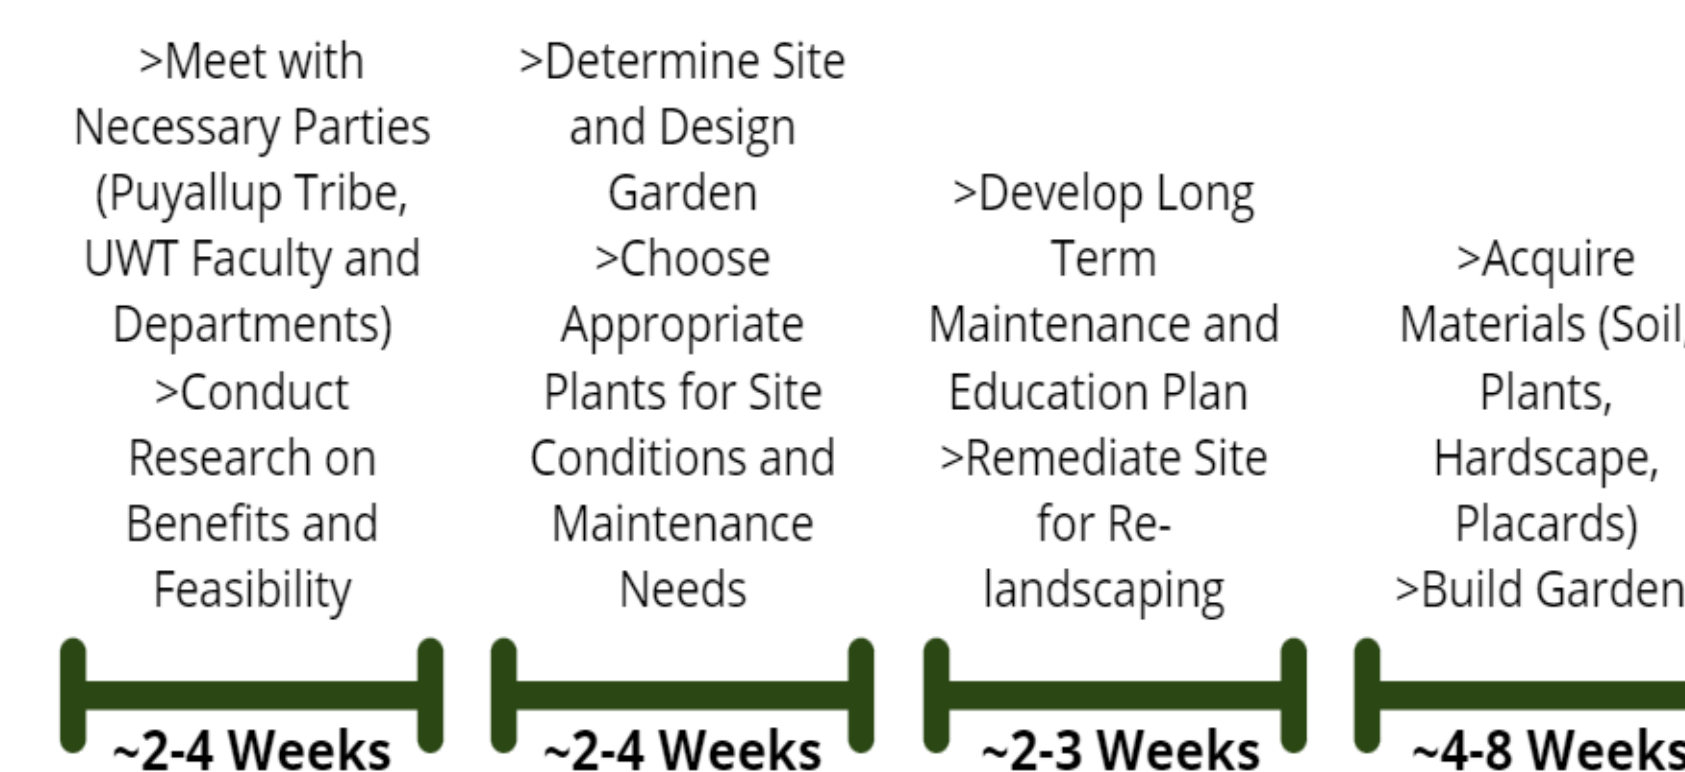 >Meet with
Necessary Parties
(Puyallup Tribe,
UWT Faculty and
Departments)
>Conduct
Research on
Benefits and
Feasibility
~2-4 Weeks
>Determine Site
and Design
Garden
>Choose
Appropriate
Plants for Site
Conditions and
Maintenance
Needs
~2-4 Weeks
>Develop Long
Term
Maintenance and
Education Plan
>Remediate Site
for Re-
landscaping
~2-3 Weeks
>Acquire
Materials (Soil,
Plants,
Hardscape,
Placards)
>Build Garden
~4-8 Weeks